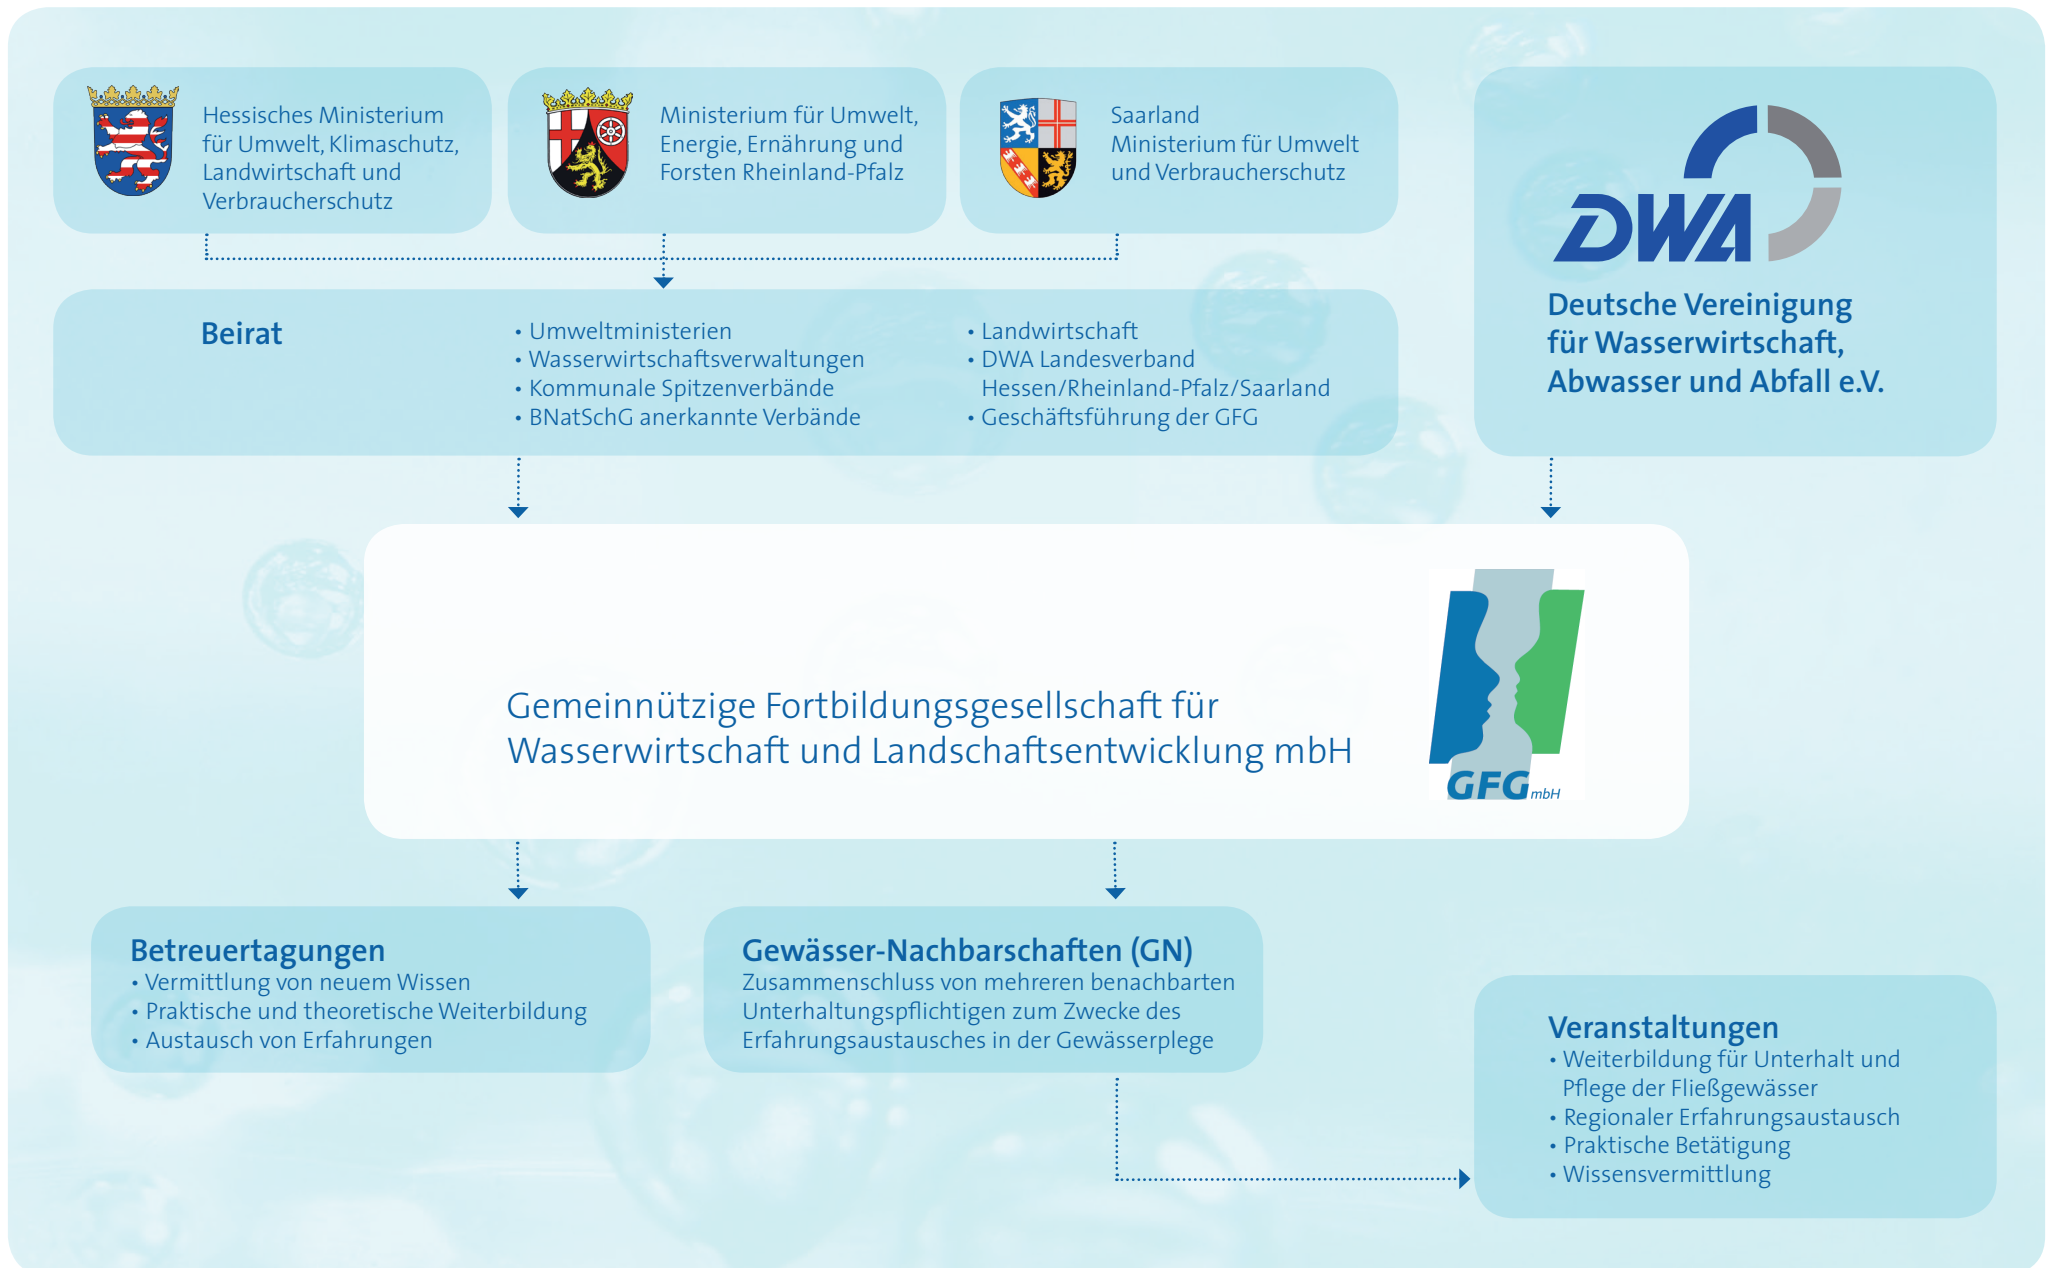 Hessisches Ministerium
für Umwelt, Klimaschutz,
Landwirtschaft und
Verbraucherschutz
Ministerium für Umwelt,
Energie, Ernährung und
Forsten Rheinland-Pfalz
Saarland
Ministerium für Umwelt
und Verbraucherschutz
DWA
Deutsche Vereinigung
für Wasserwirtschaft,
Abwasser und Abfall e.V.
Beirat
• Umweltministerien
• Wasserwirtschaftsverwaltungen
• Kommunale Spitzenverbände
• BNatSchG anerkannte Verbände
• Landwirtschaft
• DWA Landesverband
Hessen/Rheinland-Pfalz/Saarland
• Geschäftsführung der GFG
Gemeinnützige Fortbildungsgesellschaft für
Wasserwirtschaft und Landschaftsentwicklung mbH
GFG mbH
Betreuertagungen
• Vermittlung von neuem Wissen
• Praktische und theoretische Weiterbildung
• Austausch von Erfahrungen
Gewässer-Nachbarschaften (GN)
Zusammenschluss von mehreren benachbarten
Unterhaltungspflichtigen zum Zwecke des
Erfahrungsaustausches in der Gewässerplege
Veranstaltungen
• Weiterbildung für Unterhalt und
Pflege der Fließgewässer
• Regionaler Erfahrungsaustausch
• Praktische Betätigung
• Wissensvermittlung